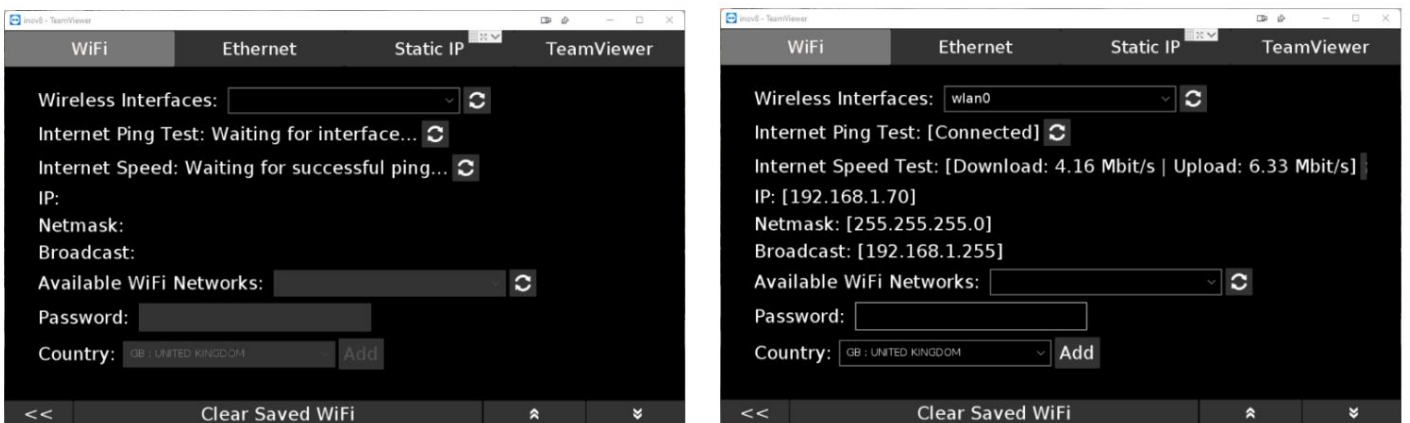 inov8 - TeamViewer
WiFi Ethernet Static IP TeamViewer
Wireless Interfaces:
Internet Ping Test: Waiting for interface...
Internet Speed: Waiting for successful ping...
IP:
Netmask:
Broadcast:
Available WiFi Networks:
Password:
Country: GB : UNITED KINGDOM Add
<< Clear Saved WiFi
inov8 - TeamViewer
WiFi Ethernet Static IP TeamViewer
Wireless Interfaces: wlan0
Internet Ping Test: [Connected]
Internet Speed Test: [Download: 4.16 Mbit/s | Upload: 6.33 Mbit/s]
IP: [192.168.1.70]
Netmask: [255.255.255.0]
Broadcast: [192.168.1.255]
Available WiFi Networks:
Password:
Country: GB : UNITED KINGDOM Add
<< Clear Saved WiFi